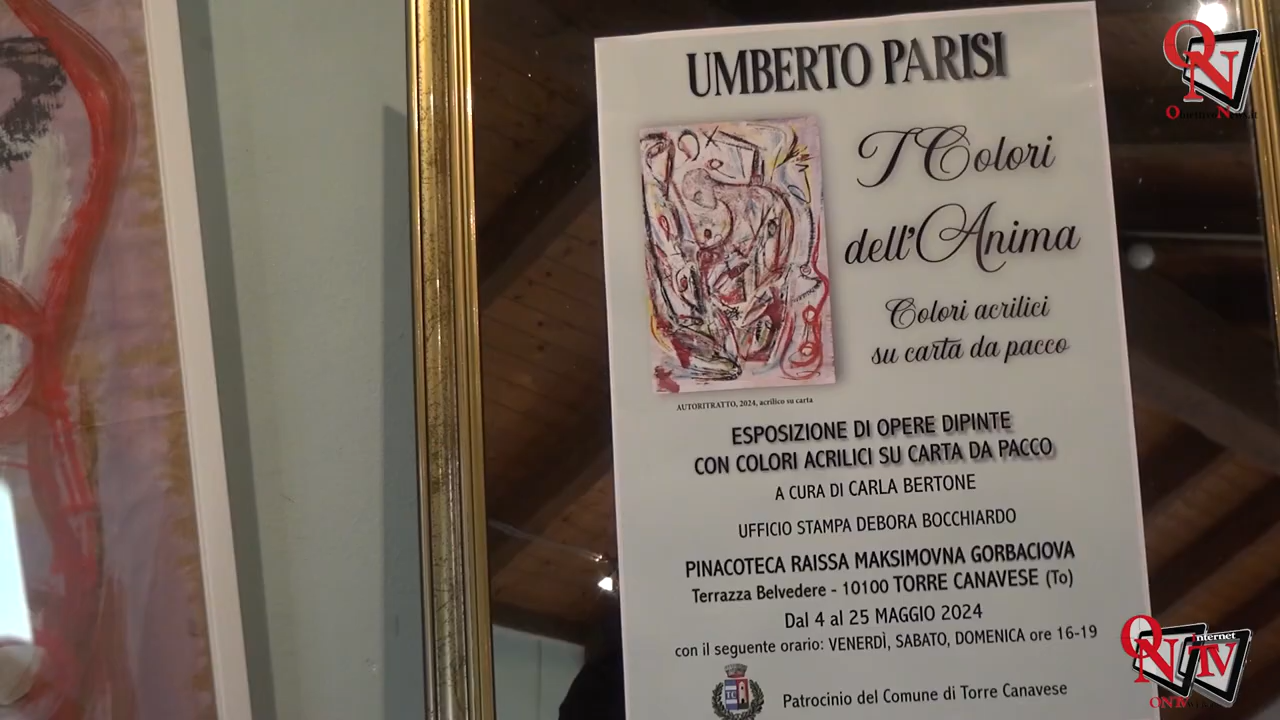 UMBERTO PARISI
I Colori
dell'Anima
Colori acrilici
su carta da pacco
AUTORITRATTO, 2024, acrilico su carta
ESPOSIZIONE DI OPERE DIPINTE
CON COLORI ACRILICI SU CARTA DA PACCO
A CURA DI CARLA BERTONE
UFFICIO STAMPA DEBORA BOCCHIARDO
PINACOTECA RAISSA MAKSIMOVNA GORBACIOVA
Terrazza Belvedere - 10100 TORRE CANAVESE (To)
Dal 4 al 25 MAGGIO 2024
con il seguente orario: VENERDÌ, SABATO, DOMENICA ore 16-19
Patrocinio del Comune di Torre Canavese
ON
ObiettivoNews.it
ON internet TV